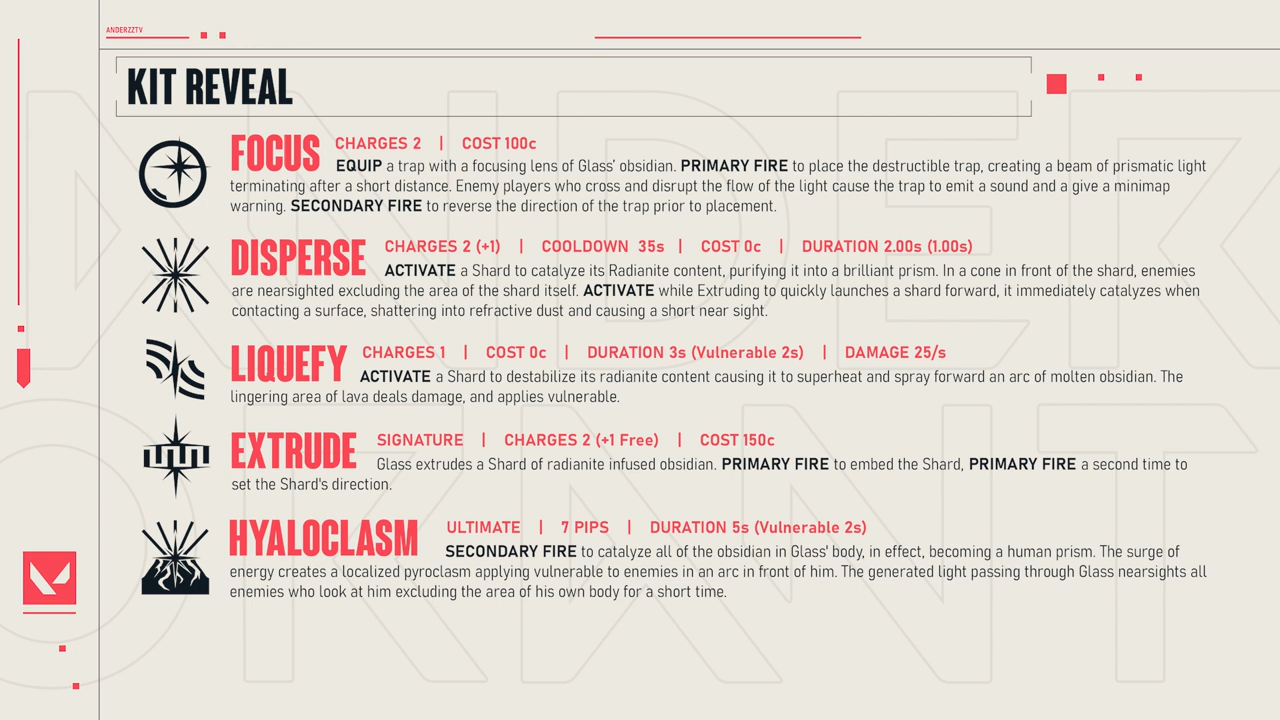 ANDERZZTV
KIT REVEAL
FOCUS CHARGES 2 | COST 100c
EQUIP a trap with a focusing lens of Glass' obsidian. PRIMARY FIRE to place the destructible trap, creating a beam of prismatic light
terminating after a short distance. Enemy players who cross and disrupt the flow of the light cause the trap to emit a sound and a give a minimap
warning. SECONDARY FIRE to reverse the direction of the trap prior to placement.
DISPERSE CHARGES 2 (+1) | COOLDOWN 35s | COST 0c | DURATION 2.00s (1.00s)
ACTIVATE a Shard to catalyze its Radianite content, purifying it into a brilliant prism. In a cone in front of the shard, enemies
are nearsighted excluding the area of the shard itself. ACTIVATE while Extruding to quickly launches a shard forward, it immediately catalyzes when
contacting a surface, shattering into refractive dust and causing a short near sight.
LIQUEFY CHARGES 1 | COST 0c | DURATION 3s (Vulnerable 2s) | DAMAGE 25/s
ACTIVATE a Shard to destabilize its radianite content causing it to superheat and spray forward an arc of molten obsidian. The
lingering area of lava deals damage, and applies vulnerable.
EXTRUDE SIGNATURE | CHARGES 2 (+1 Free) | COST 150c
Glass extrudes a Shard of radianite infused obsidian. PRIMARY FIRE to embed the Shard, PRIMARY FIRE a second time to
set the Shard's direction.
HYALOCLASM ULTIMATE | 7 PIPS | DURATION 5s (Vulnerable 2s)
SECONDARY FIRE to catalyze all of the obsidian in Glass' body, in effect, becoming a human prism. The surge of
energy creates a localized pyroclasm applying vulnerable to enemies in an arc in front of him. The generated light passing through Glass nearsights all
enemies who look at him excluding the area of his own body for a short time.